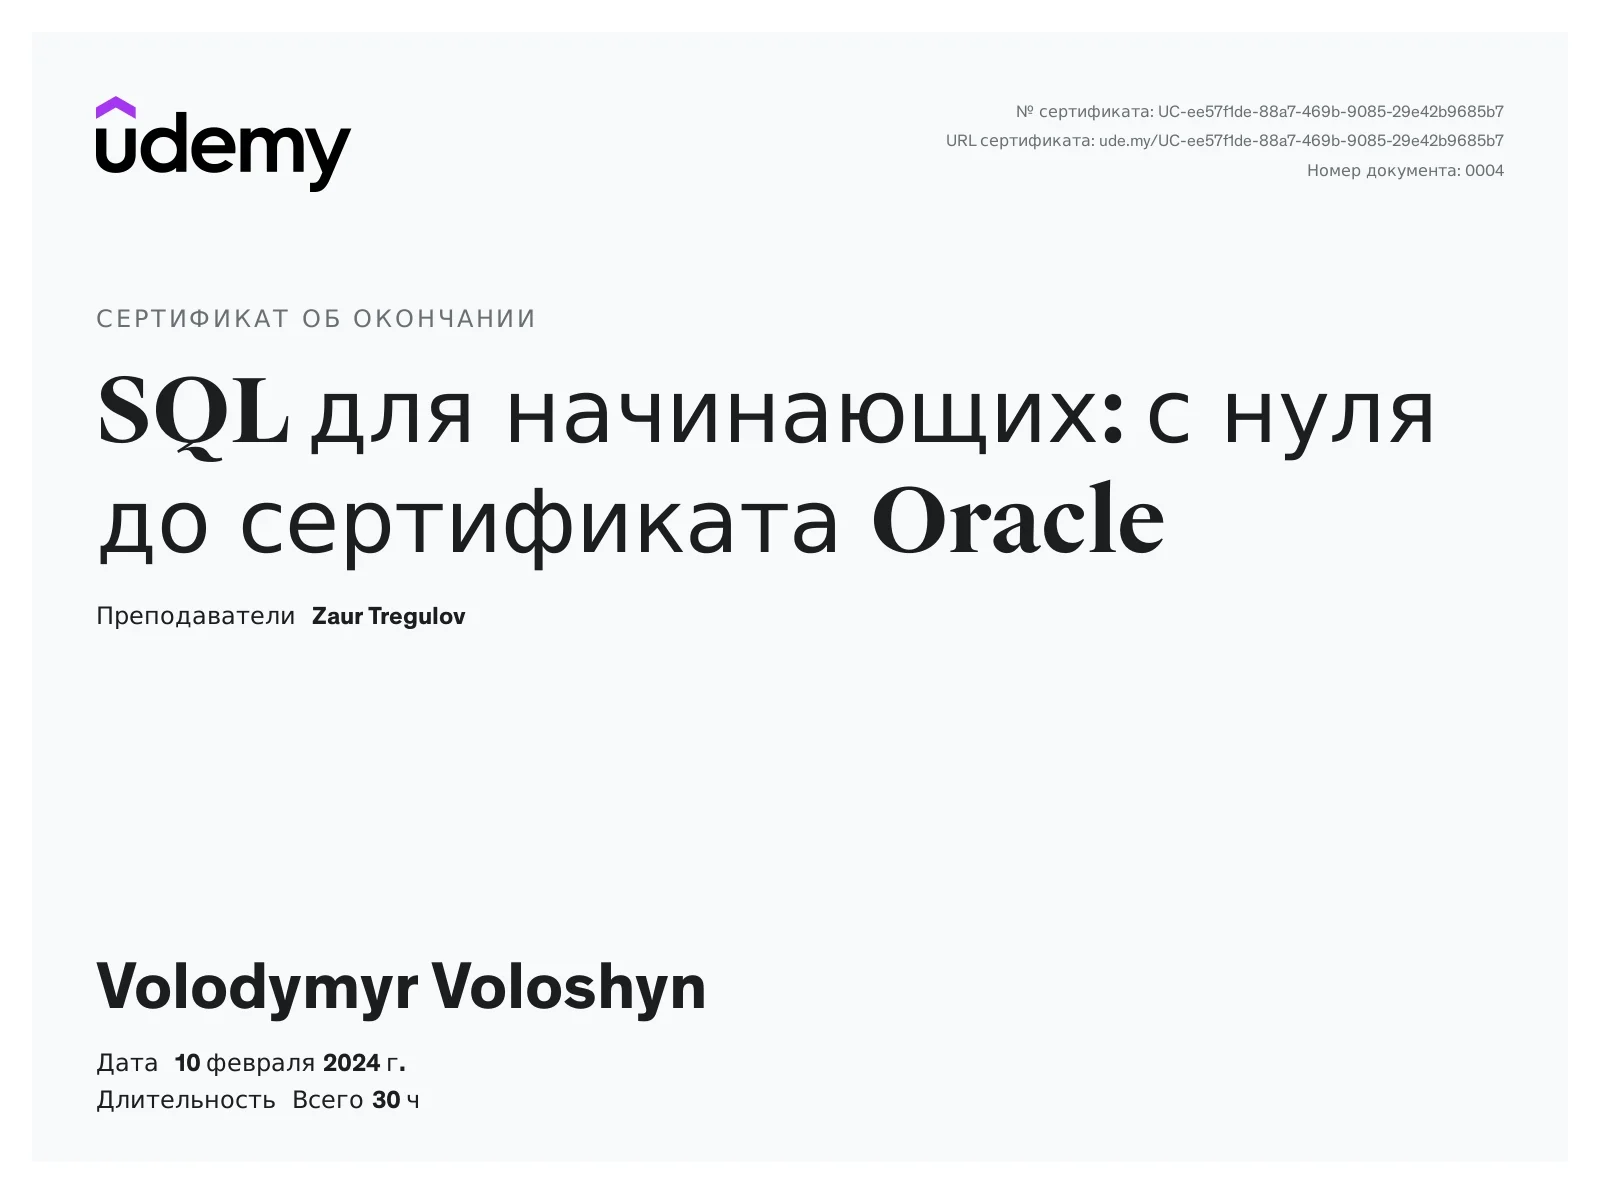 udemy
№ сертификата: UC-ee57f1de-88a7-469b-9085-29e42b9685b7
URL сертификата: ude.my/UC-ee57f1de-88a7-469b-9085-29e42b9685b7
Номер документа: 0004
СЕРТИФИКАТ ОБ ОКОНЧАНИИ
SQL для начинающих: с нуля
до сертификата Oracle
Преподаватели Zaur Tregulov
Volodymyr Voloshyn
Дата 10 февраля 2024 г.
Длительность Всего 30 ч